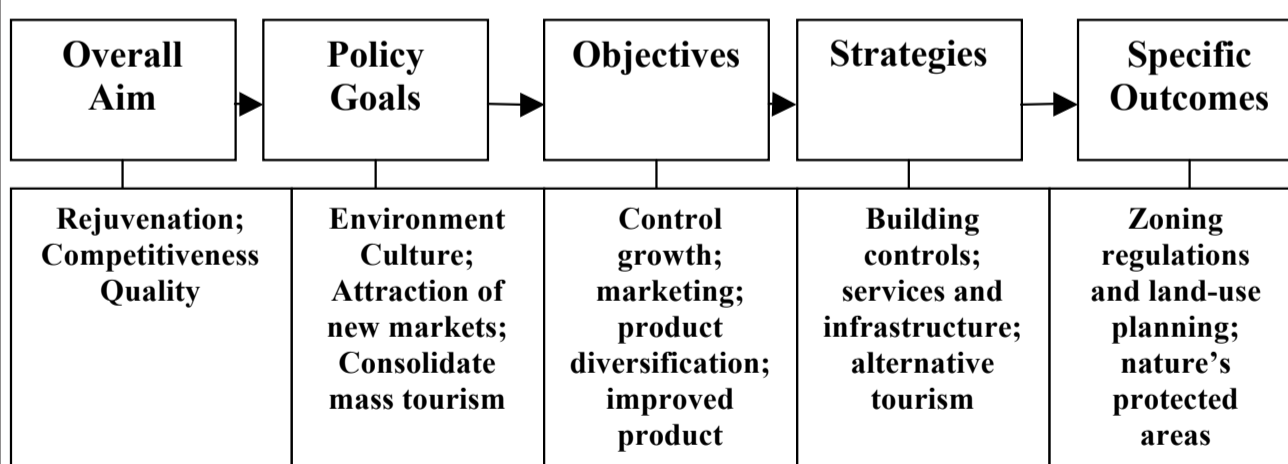 Overall
Aim
Policy
Goals
Objectives
Strategies
Specific
Outcomes
Rejuvenation;
Competitiveness
Quality
Environment
Culture;
Attraction of
new markets;
Consolidate
mass tourism
Control
growth;
marketing;
product
diversification;
improved
product
Building
controls;
services and
infrastructure;
alternative
tourism
Zoning
regulations
and land-use
planning;
nature’s
protected
areas